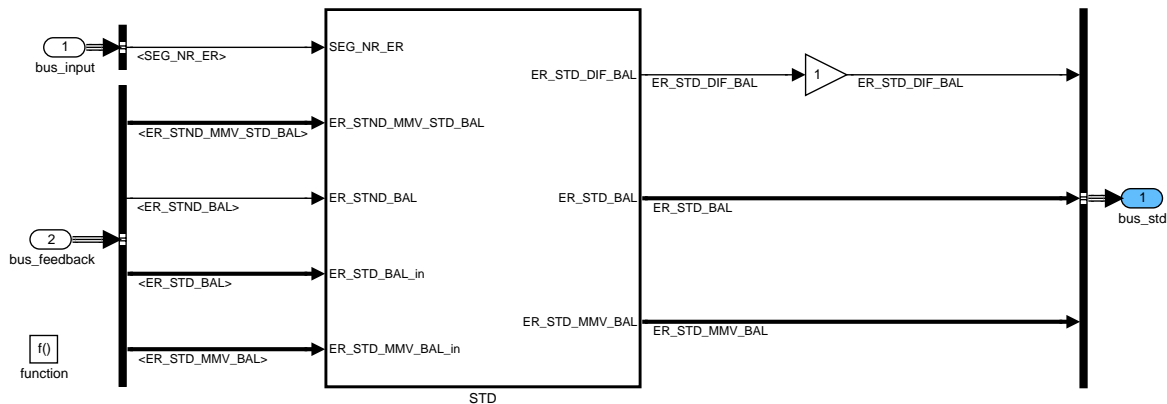 1
bus_input
<SEG_NR_ER>
SEG_NR_ER
ER_STD_DIF_BAL
ER_STD_DIF_BAL
1
ER_STD_DIF_BAL
<ER_STND_MMV_STD_BAL>
ER_STND_MMV_STD_BAL
<ER_STND_BAL>
ER_STND_BAL
ER_STD_BAL
ER_STD_BAL
1
bus_std
2
bus_feedback
<ER_STD_BAL>
ER_STD_BAL_in
ER_STD_MMV_BAL
ER_STD_MMV_BAL
f()
function
<ER_STD_MMV_BAL>
ER_STD_MMV_BAL_in
STD